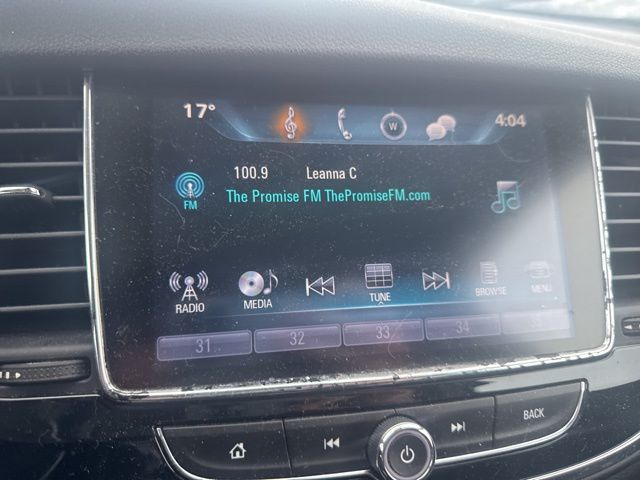 17° W 4:04
100.9 Leanna C
FM The Promise FM ThePromiseFM.com
RADIO MEDIA TUNE BROWSE MENU
31 32 33 34
BACK